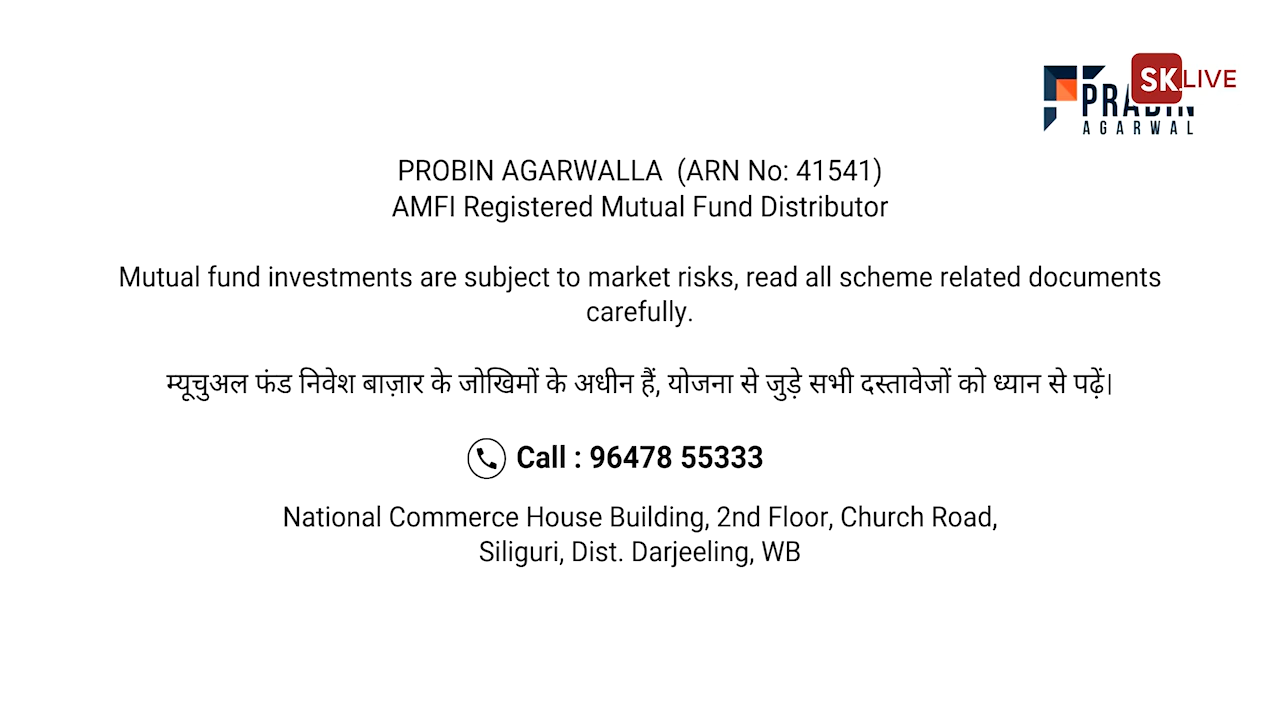 SK LIVE
AGARWAL
PROBIN AGARWALLA (ARN No: 41541)
AMFI Registered Mutual Fund Distributor
Mutual fund investments are subject to market risks, read all scheme related documents
carefully.
म्यूचुअल फंड निवेश बाज़ार के जोखिमों के अधीन हैं, योजना से जुड़े सभी दस्तावेजों को ध्यान से पढ़ें।
Call : 96478 55333
National Commerce House Building, 2nd Floor, Church Road,
Siliguri, Dist. Darjeeling, WB